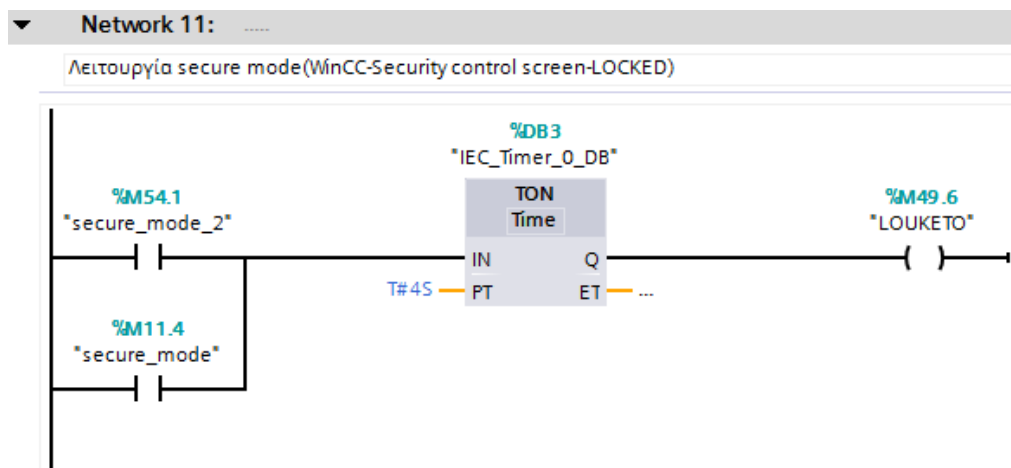 Network 11: .....
Λειτουργία secure mode(WinCC-Security control screen-LOCKED)
%DB3
"IEC_Timer_0_DB"
%M54.1
"secure_mode_2"
TON
Time
%M49.6
"LOUKETO"
IN
Q
T#4S
PT
ET
...
%M11.4
"secure_mode"